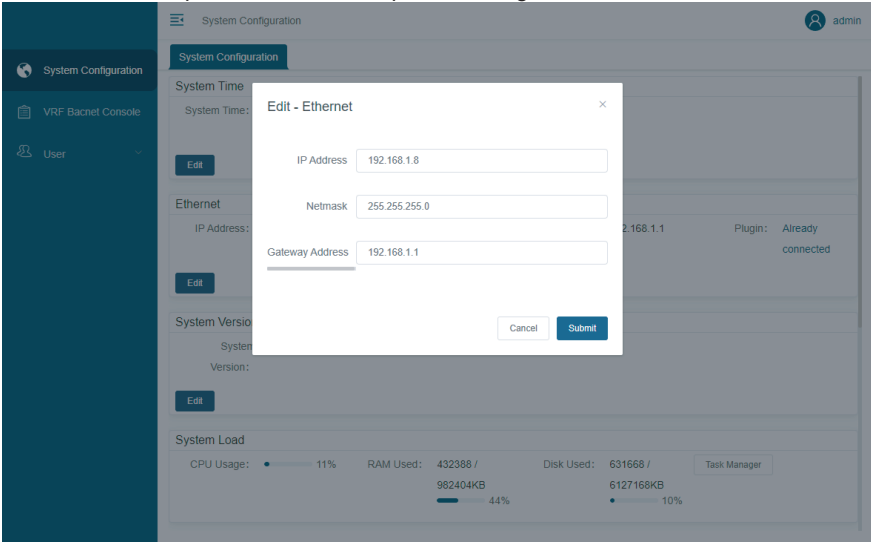 System Configuration
admin
System Configuration
System Configuration
VRF Bacnet Console
User
System Time
System Time:
Edit
Edit - Ethernet
×
IP Address 192.168.1.8
Netmask 255.255.255.0
Gateway Address 192.168.1.1
Cancel Submit
Ethernet
IP Address:
2.168.1.1 Plugin: Already
connected
Edit
System Versio
System
Version:
Edit
System Load
CPU Usage: 11% RAM Used: 432388 / Disk Used: 631668 / Task Manager
982404KB 6127168KB
44% 10%